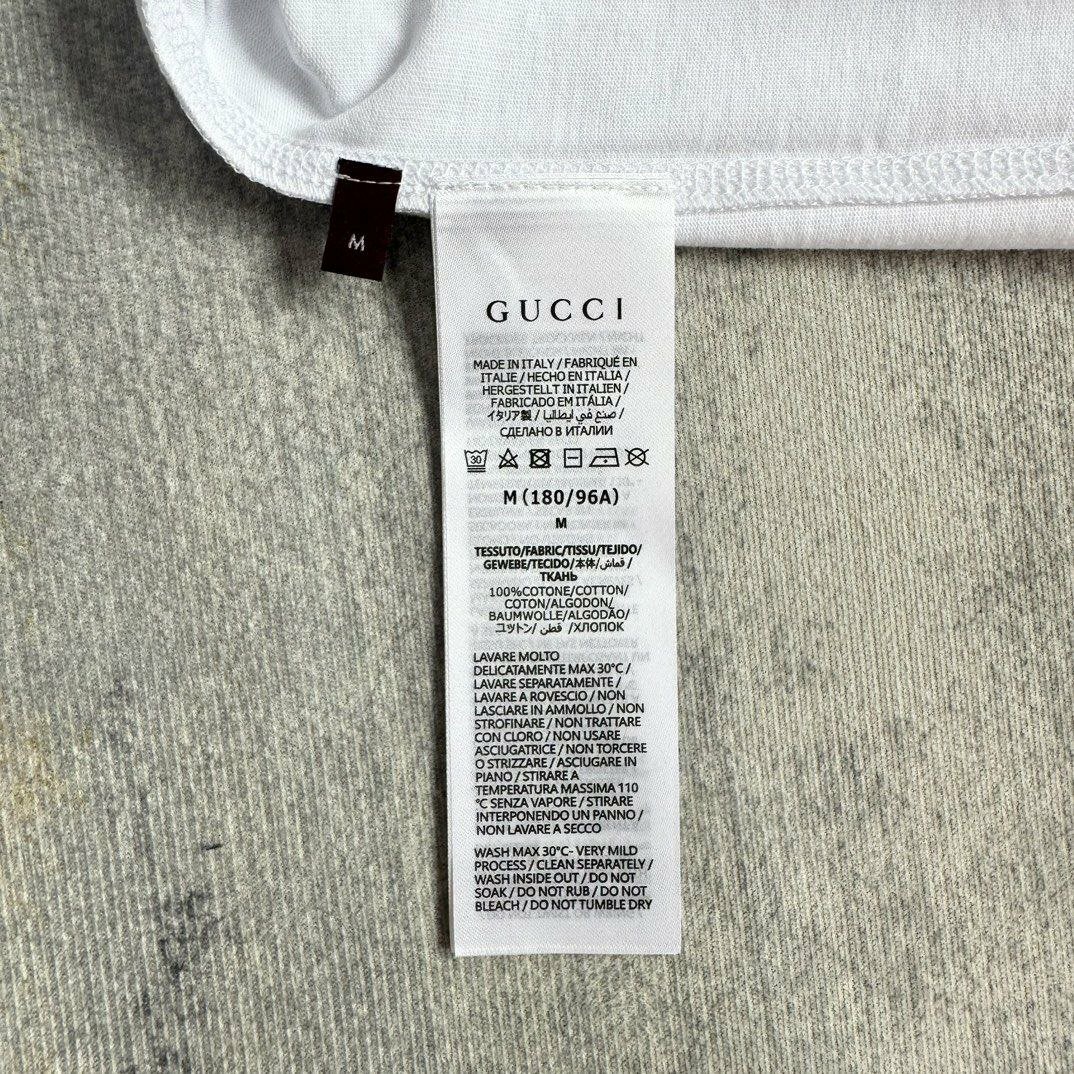 M
GUCCI
MADE IN ITALY / FABRIQUÉ EN
ITALIE / HECHO EN ITALIA /
HERGESTELLT IN ITALIEN /
FABRICADO EM ITÁLIA /
イタリア製 / صنع في ايطاليا /
СДЕЛАНО В ИТАЛИИ
30
M (180/96A)
M
TESSUTO/FABRIC/TISSU/TEJIDO/
GEWEBE/TECIDO/本体/قماش /
ТКАНЬ
100%COTONE/COTTON/
COTON/ALGODON/
BAUMWOLLE/ALGODÃO/
コットン/ قطن /ХЛОПОК
LAVARE MOLTO
DELICATAMENTE MAX 30°C /
LAVARE SEPARATAMENTE /
LAVARE A ROVESCIO / NON
LASCIARE IN AMMOLLO / NON
STROFINARE / NON TRATTARE
CON CLORO / NON USARE
ASCIUGATRICE / NON TORCERE
O STRIZZARE / ASCIUGARE IN
PIANO / STIRARE A
TEMPERATURA MASSIMA 110
°C SENZA VAPORE / STIRARE
INTERPONENDO UN PANNO /
NON LAVARE A SECCO
WASH MAX 30°C- VERY MILD
PROCESS / CLEAN SEPARATELY /
WASH INSIDE OUT / DO NOT
SOAK / DO NOT RUB / DO NOT
BLEACH / DO NOT TUMBLE DRY